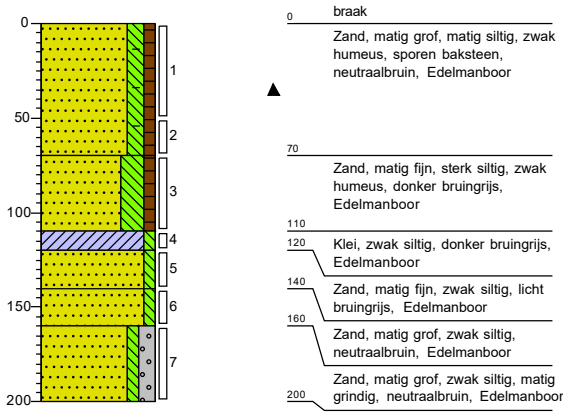 0
50
100
150
200
1
2
3
4
5
6
7
braak
0
Zand, matig grof, matig siltig, zwak
humeus, sporen baksteen,
neutraalbruin, Edelmanboor
70
Zand, matig fijn, sterk siltig, zwak
humeus, donker bruingrijs,
Edelmanboor
110
120
Klei, zwak siltig, donker bruingrijs,
Edelmanboor
140
Zand, matig fijn, zwak siltig, licht
bruingrijs, Edelmanboor
160
Zand, matig grof, zwak siltig,
neutraalbruin, Edelmanboor
Zand, matig grof, zwak siltig, matig
200
grindig, neutraalbruin, Edelmanboor